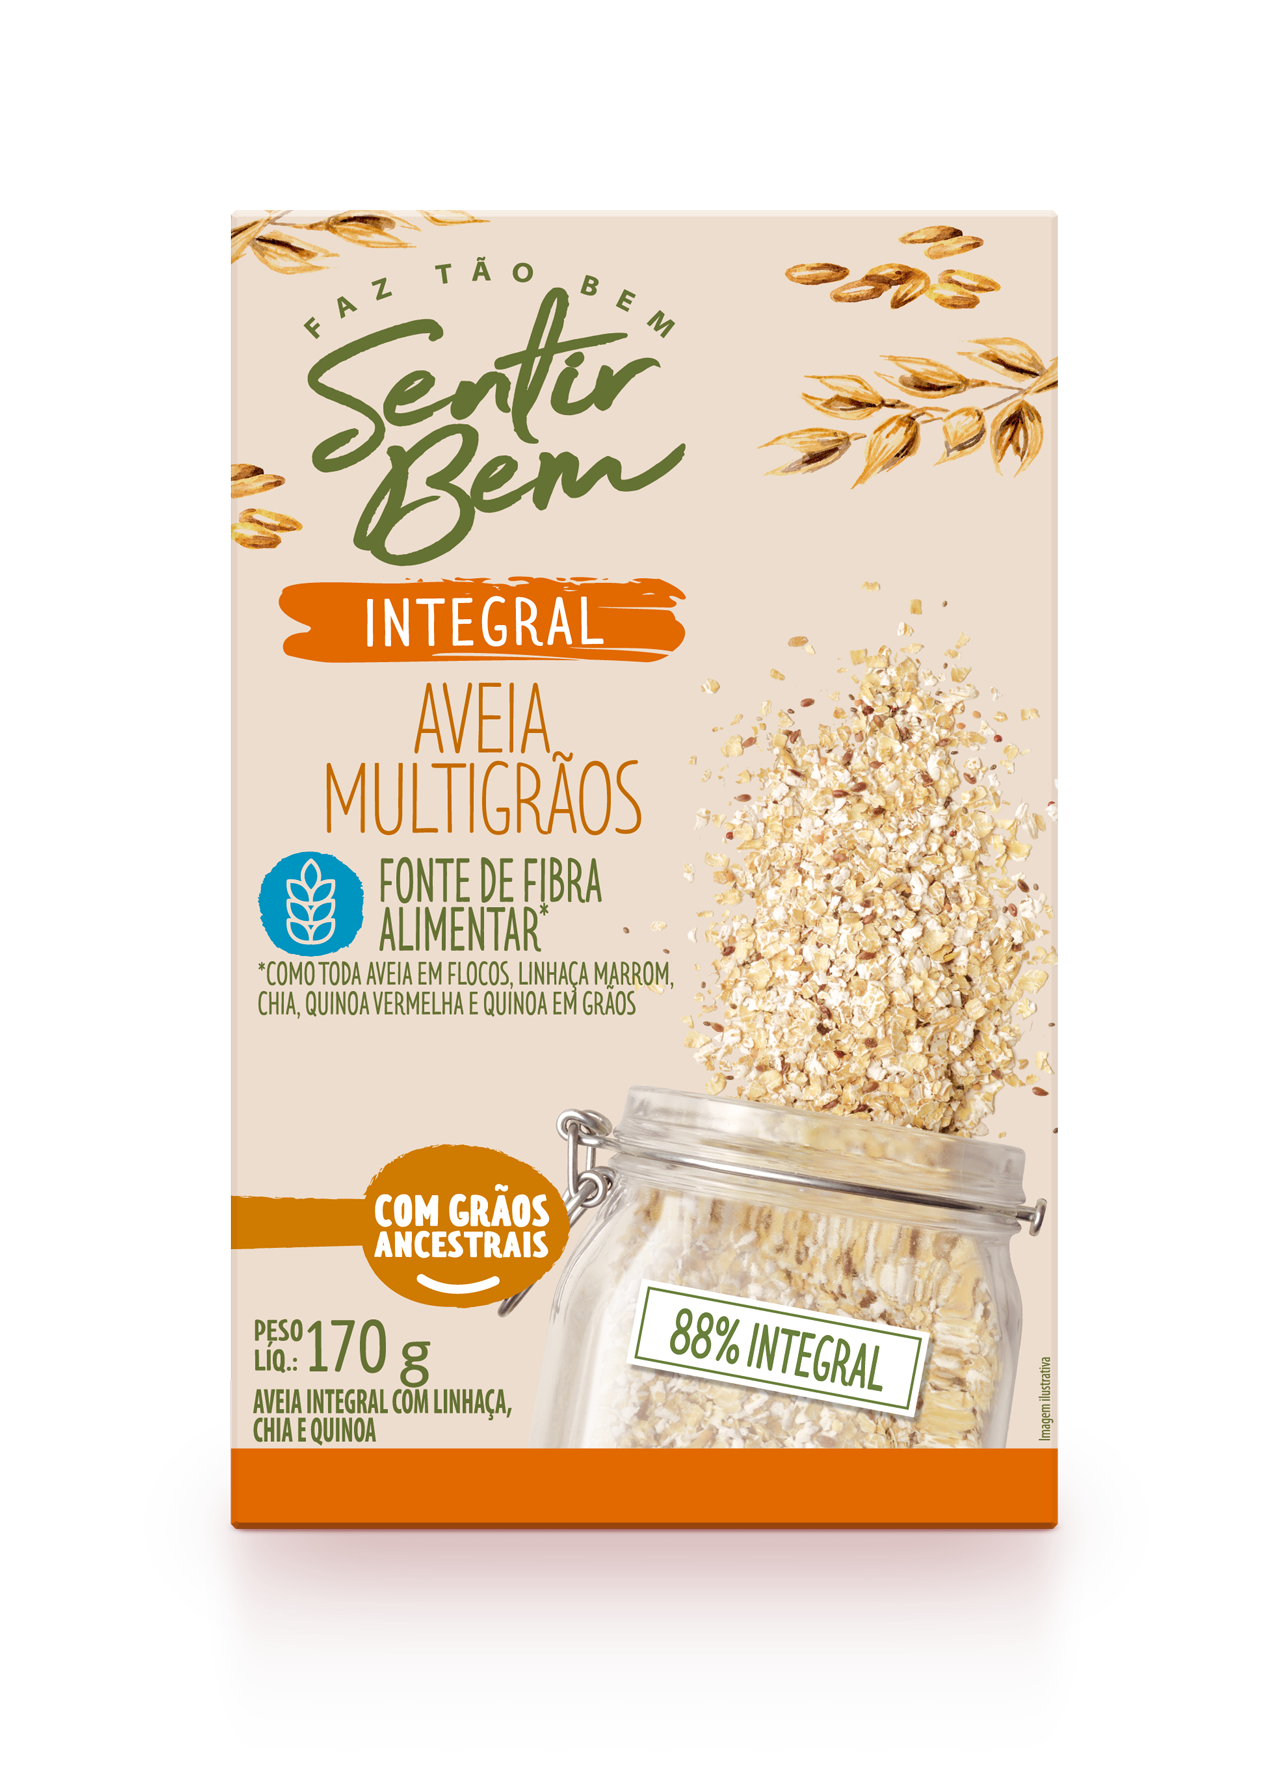 FAZ TÃO BEM
Sentir
Bem
INTEGRAL
AVEIA
MULTIGRÃOS
FONTE DE FIBRA
ALIMENTAR*
*COMO TODA AVEIA EM FLOCOS, LINHAÇA MARROM,
CHIA, QUINOA VERMELHA E QUINOA EM GRÃOS
COM GRÃOS
ANCESTRAIS
88% INTEGRAL
PESO
LÍQ.: 170 g
AVEIA INTEGRAL COM LINHAÇA,
CHIA E QUINOA
Imagem ilustrativa